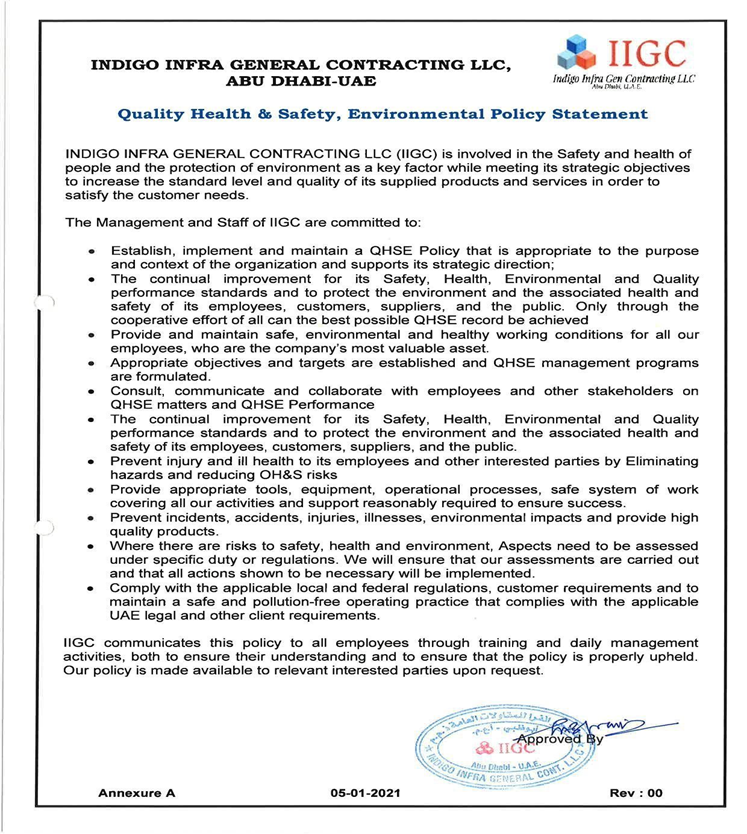 INDIGO INFRA GENERAL CONTRACTING LLC,
ABU DHABI-UAE
IIGC
Indigo Infra Gen Contracting LLC
Abu Dhabi, U.A.E.
Quality Health & Safety, Environmental Policy Statement
INDIGO INFRA GENERAL CONTRACTING LLC (IIGC) is involved in the Safety and health of
people and the protection of environment as a key factor while meeting its strategic objectives
to increase the standard level and quality of its supplied products and services in order to
satisfy the customer needs.
The Management and Staff of IIGC are committed to:
• Establish, implement and maintain a QHSE Policy that is appropriate to the purpose
and context of the organization and supports its strategic direction;
• The continual improvement for its Safety, Health, Environmental and Quality
performance standards and to protect the environment and the associated health and
safety of its employees, customers, suppliers, and the public. Only through the
cooperative effort of all can the best possible QHSE record be achieved
• Provide and maintain safe, environmental and healthy working conditions for all our
employees, who are the company's most valuable asset.
• Appropriate objectives and targets are established and QHSE management programs
are formulated.
• Consult, communicate and collaborate with employees and other stakeholders on
QHSE matters and QHSE Performance
• The continual improvement for its Safety, Health, Environmental and Quality
performance standards and to protect the environment and the associated health and
safety of its employees, customers, suppliers, and the public.
• Prevent injury and ill health to its employees and other interested parties by Eliminating
hazards and reducing OH&S risks
• Provide appropriate tools, equipment, operational processes, safe system of work
covering all our activities and support reasonably required to ensure success.
• Prevent incidents, accidents, injuries, illnesses, environmental impacts and provide high
quality products.
• Where there are risks to safety, health and environment, Aspects need to be assessed
under specific duty or regulations. We will ensure that our assessments are carried out
and that all actions shown to be necessary will be implemented.
• Comply with the applicable local and federal regulations, customer requirements and to
maintain a safe and pollution-free operating practice that complies with the applicable
UAE legal and other client requirements.
IIGC communicates this policy to all employees through training and daily management
activities, both to ensure their understanding and to ensure that the policy is properly upheld.
Our policy is made available to relevant interested parties upon request.
للمقاولات العامة ذ.م.م
أبوظبي - أ.ع.م.
Approved By
IIGC
Abu Dhabi - U.A.E.
INDIGO INFRA GENERAL CONT. L.L.C
Annexure A
05-01-2021
Rev : 00